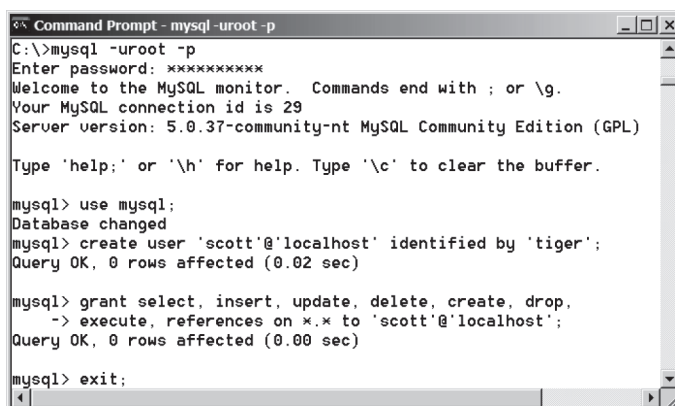 Command Prompt - mysql -uroot -p
C:\>mysql -uroot -p
Enter password: **********
Welcome to the MySQL monitor.  Commands end with ; or \g.
Your MySQL connection id is 29
Server version: 5.0.37-community-nt MySQL Community Edition (GPL)
Type 'help;' or '\h' for help. Type '\c' to clear the buffer.
mysql> use mysql;
Database changed
mysql> create user 'scott'@'localhost' identified by 'tiger';
Query OK, 0 rows affected (0.02 sec)
mysql> grant select, insert, update, delete, create, drop,
    -> execute, references on *.* to 'scott'@'localhost';
Query OK, 0 rows affected (0.00 sec)
mysql> exit;